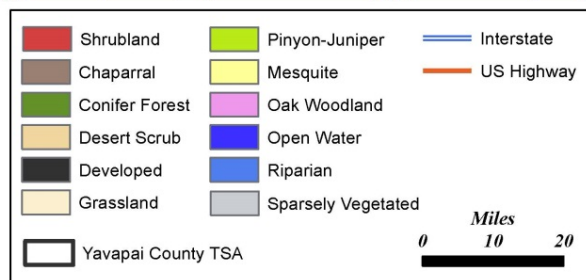 Shrubland
Chaparral
Conifer Forest
Desert Scrub
Developed
Grassland
Yavapai County TSA
Pinyon-Juniper
Mesquite
Oak Woodland
Open Water
Riparian
Sparsely Vegetated
Interstate
US Highway
Miles
0 10 20